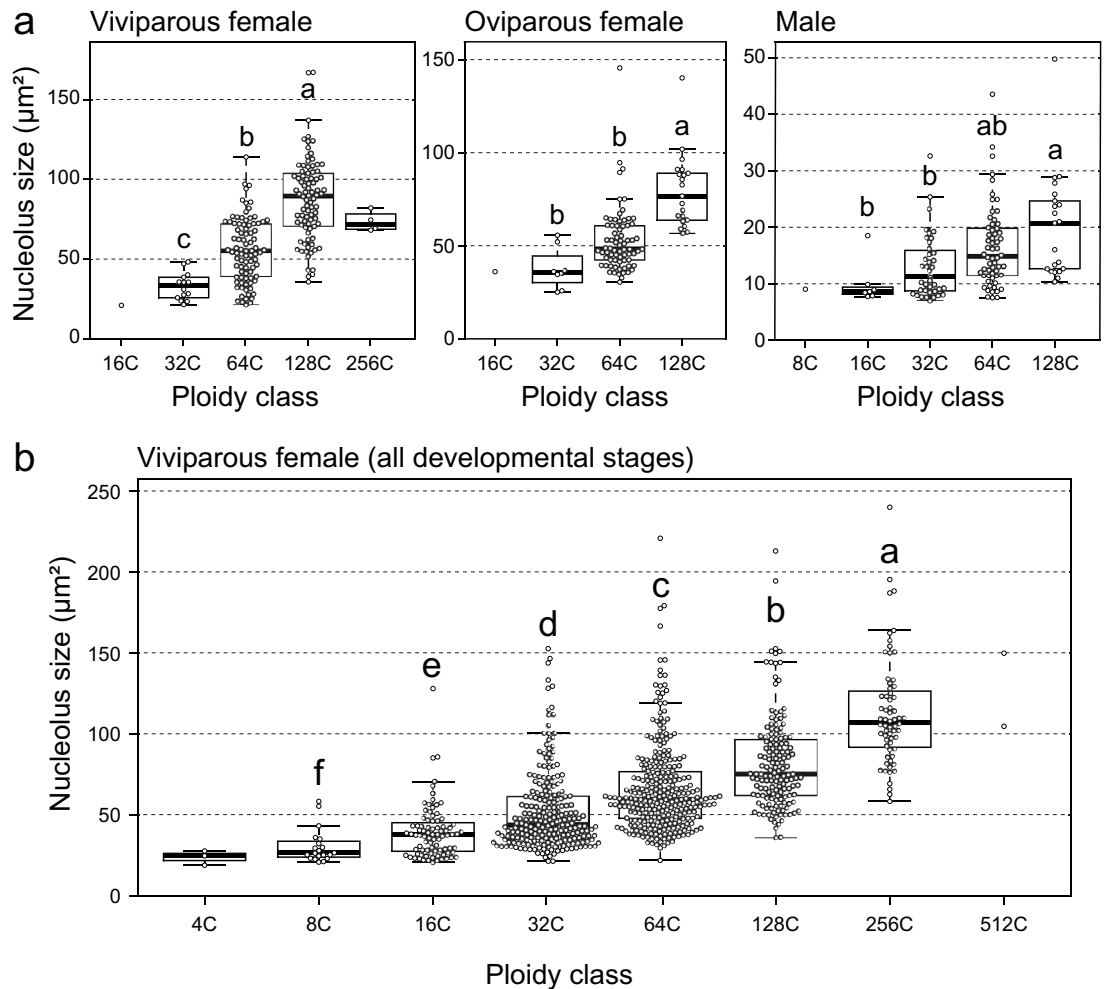 a
Viviparous female
Oviparous female
Male
Nucleolus size (µm²)
150
100
50
0
c
b
a
16C 32C 64C 128C 256C
Ploidy class
150
100
50
0
b
b
a
16C 32C 64C 128C
Ploidy class
50
40
30
20
10
0
b
b
ab
a
8C 16C 32C 64C 128C
Ploidy class
b
Viviparous female (all developmental stages)
Nucleolus size (µm²)
250
200
150
100
50
0
f
e
d
c
b
a
4C 8C 16C 32C 64C 128C 256C 512C
Ploidy class